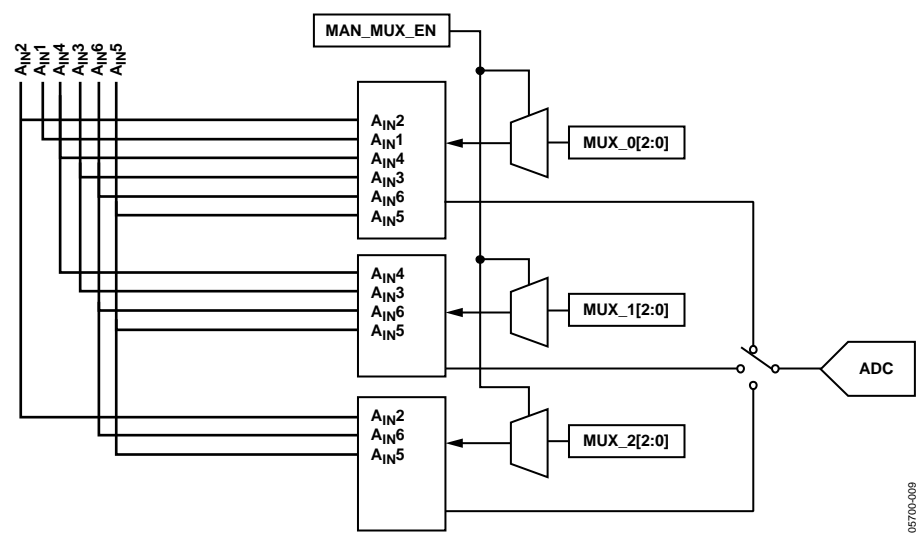 MAN_MUX_EN
AIN2 AIN1 AIN4 AIN3 AIN6 AIN5
AIN2
AIN1
AIN4
AIN3
AIN6
AIN5
MUX_0[2:0]
AIN4
AIN3
AIN6
AIN5
MUX_1[2:0]
ADC
AIN2
AIN6
AIN5
MUX_2[2:0]
05700-009